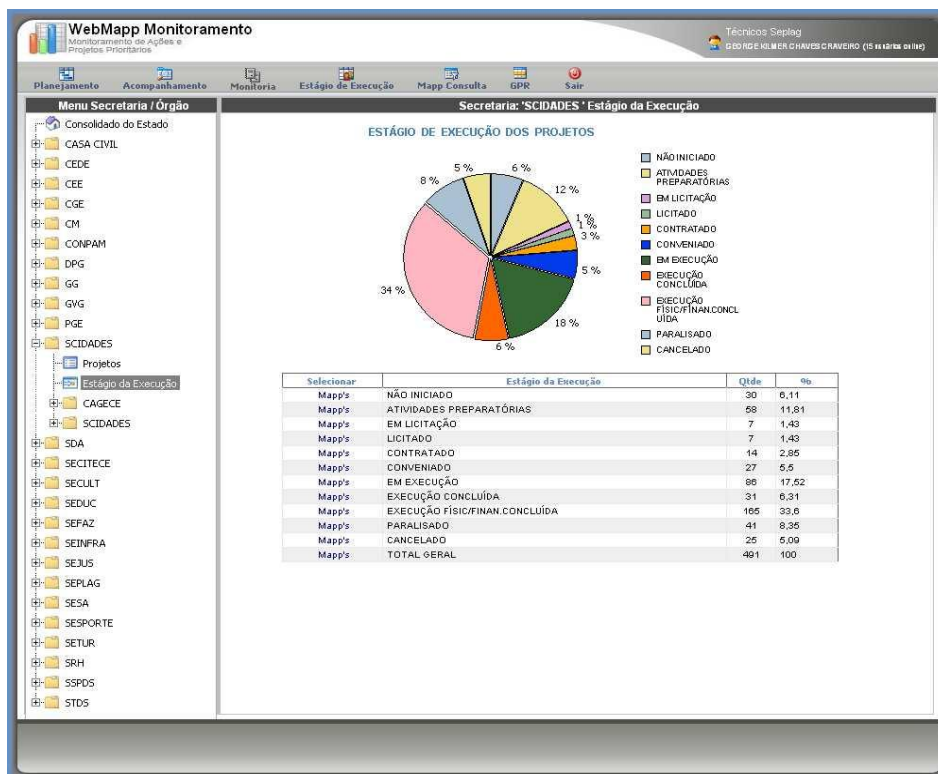 WebMapp Monitoramento
Monitoramento de Ações e
Projetos Prioritários
Técnicos Seplag
GEORGE KILMER CHAVES CRAVEIRO (15 usuários online)
Planejamento Acompanhamento Monitoria Estágio de Execução Mapp Consulta GPR Sair
Menu Secretaria / Órgão
Consolidado do Estado
CASA CIVIL
CEDE
CEE
CGE
CM
CONPAM
DPG
GG
GVG
PGE
SCIDADES
Projetos
Estágio da Execução
CAGECE
SCIDADES
SDA
SECITECE
SECULT
SEDUC
SEFAZ
SEINFRA
SEJUS
SEPLAG
SESA
SESPORTE
SETUR
SRH
SSPDS
STDS
Secretaria: 'SCIDADES ' Estágio da Execução
ESTÁGIO DE EXECUÇÃO DOS PROJETOS
6 %
12 %
1 %
1 %
3 %
5 %
18 %
6 %
34 %
8 %
5 %
NÃO INICIADO
ATIVIDADES
PREPARATÓRIAS
EM LICITAÇÃO
LICITADO
CONTRATADO
CONVENIADO
EM EXECUÇÃO
EXECUÇÃO
CONCLUÍDA
EXECUÇÃO
FÍSIC/FINAN.CONCL
UÍDA
PARALISADO
CANCELADO
Selecionar Estágio da Execução Qtde %
Mapp's NÃO INICIADO 30 6,11
Mapp's ATIVIDADES PREPARATÓRIAS 58 11,81
Mapp's EM LICITAÇÃO 7 1,43
Mapp's LICITADO 7 1,43
Mapp's CONTRATADO 14 2,85
Mapp's CONVENIADO 27 5,5
Mapp's EM EXECUÇÃO 86 17,52
Mapp's EXECUÇÃO CONCLUÍDA 31 6,31
Mapp's EXECUÇÃO FÍSIC/FINAN.CONCLUÍDA 165 33,6
Mapp's PARALISADO 41 8,35
Mapp's CANCELADO 25 5,09
Mapp's TOTAL GERAL 491 100